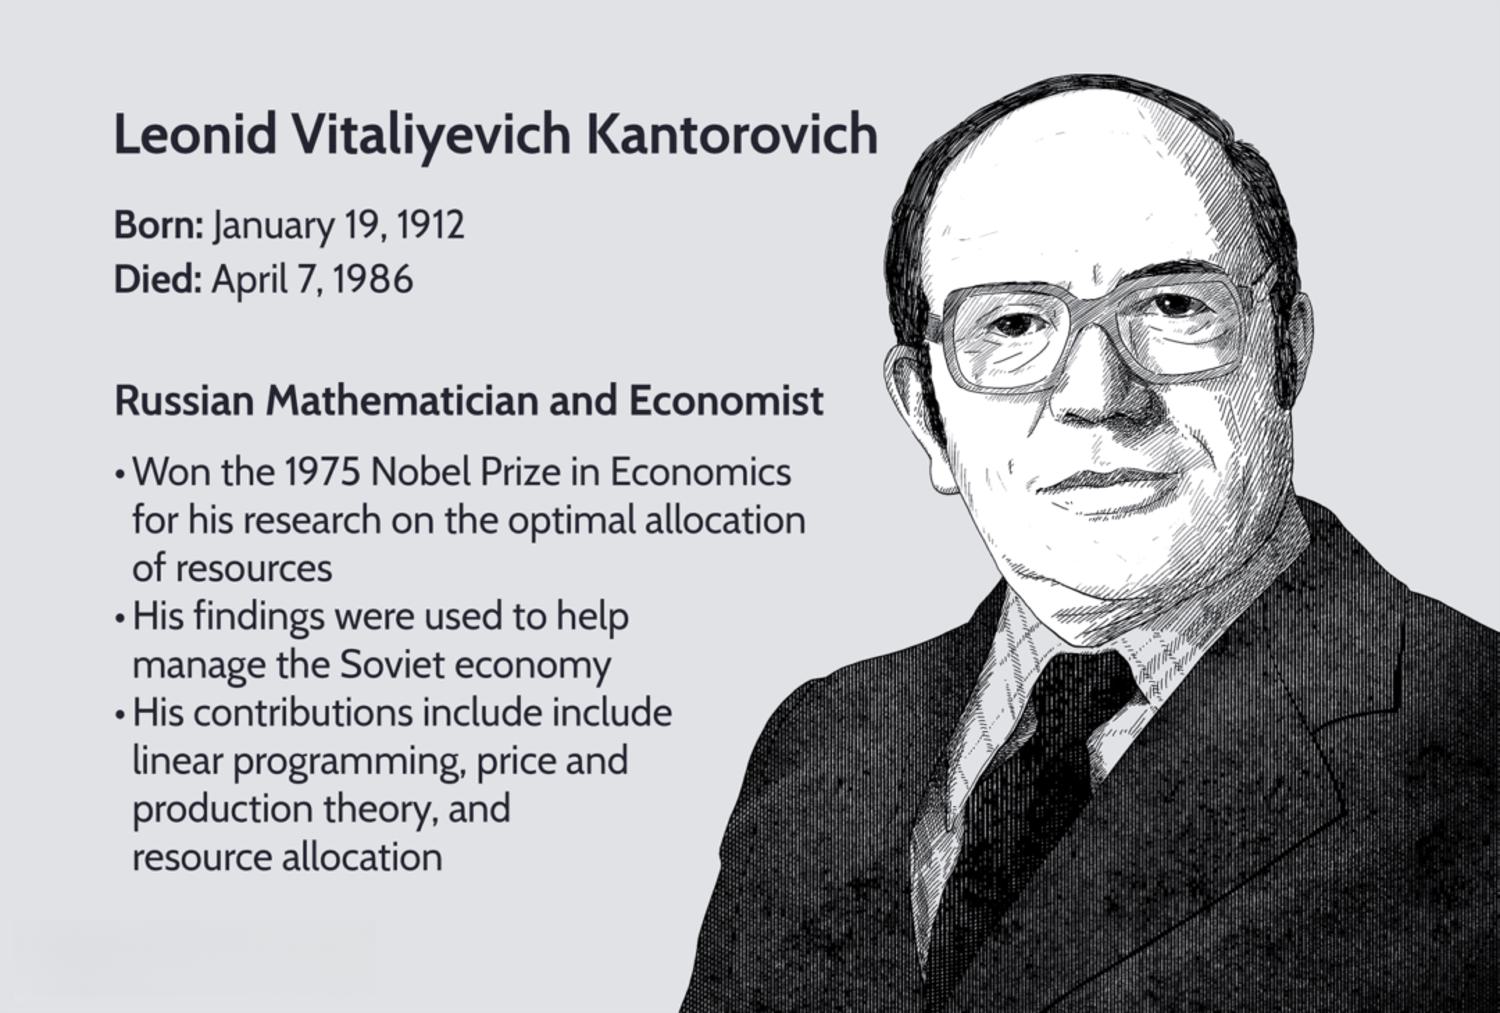 Leonid Vitaliyevich Kantorovich
Born: January 19, 1912
Died: April 7, 1986
Russian Mathematician and Economist
• Won the 1975 Nobel Prize in Economics
for his research on the optimal allocation
of resources
• His findings were used to help
manage the Soviet economy
• His contributions include include
linear programming, price and
production theory, and
resource allocation